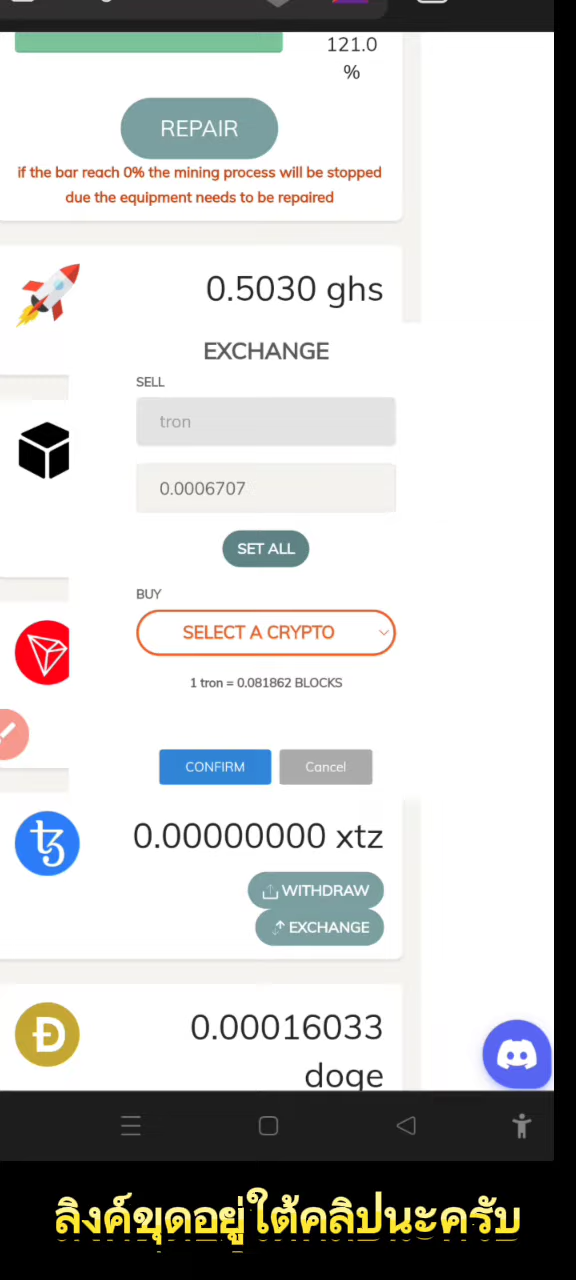 121.0
%
REPAIR
if the bar reach 0% the mining process will be stopped
due the equipment needs to be repaired
0.5030 ghs
EXCHANGE
SELL
tron
0.0006707
SET ALL
BUY
SELECT A CRYPTO
1 tron = 0.081862 BLOCKS
CONFIRM
Cancel
0.00000000 xtz
WITHDRAW
EXCHANGE
0.00016033
doge
ลิงค์ขุดอยู่ใต้คลิปนะครับ